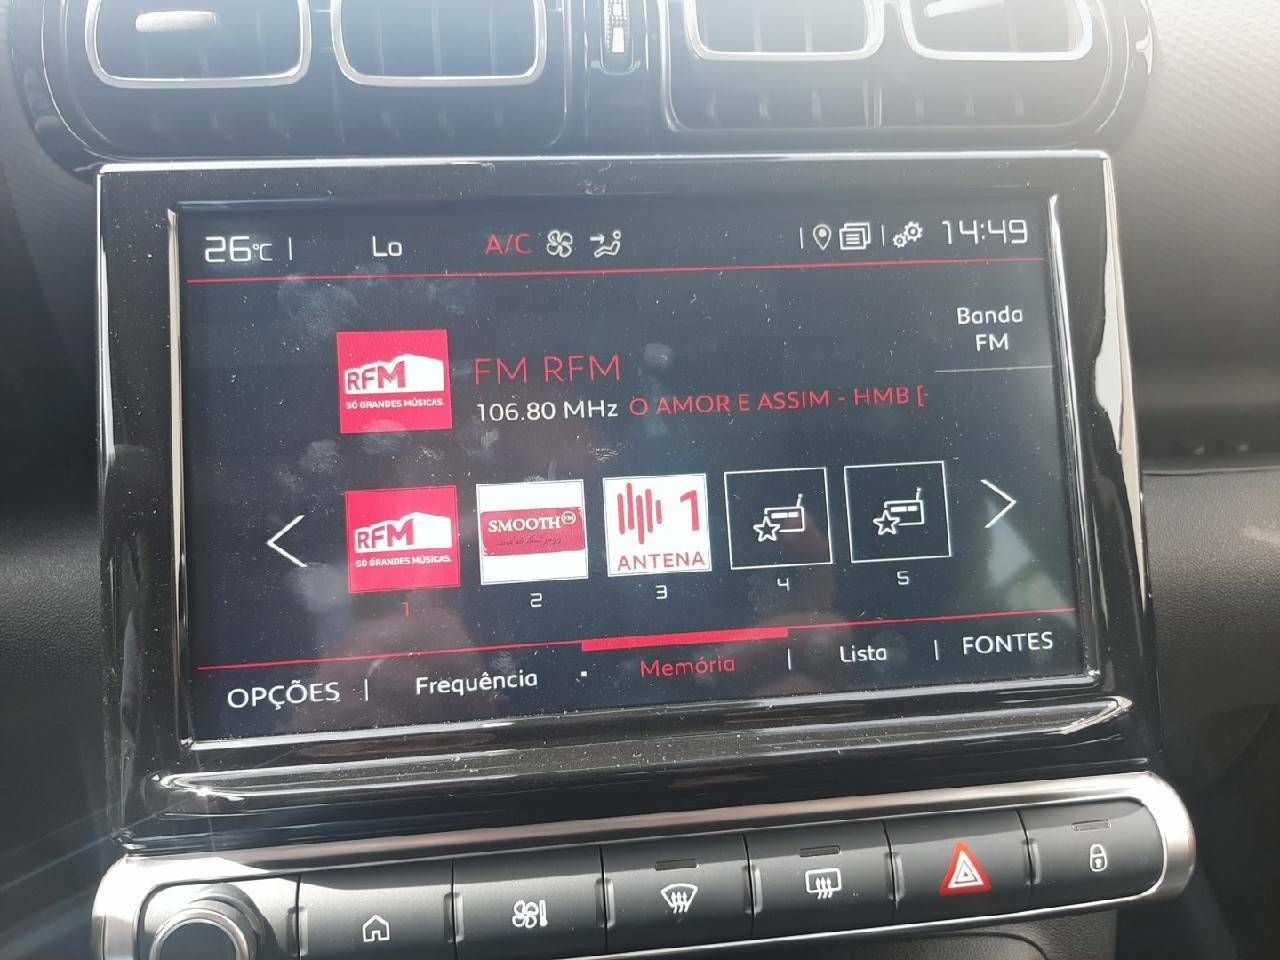 26°C
Lo
A/C
14:49
Banda
FM
RFM
SÓ GRANDES MÚSICAS.
FM RFM
106.80 MHz O AMOR E ASSIM - HMB [-
RFM
SÓ GRANDES MÚSICAS.
1
SMOOTH FM
2
1
ANTENA
3
4
5
OPÇÕES
Frequência
Memória
Lista
FONTES